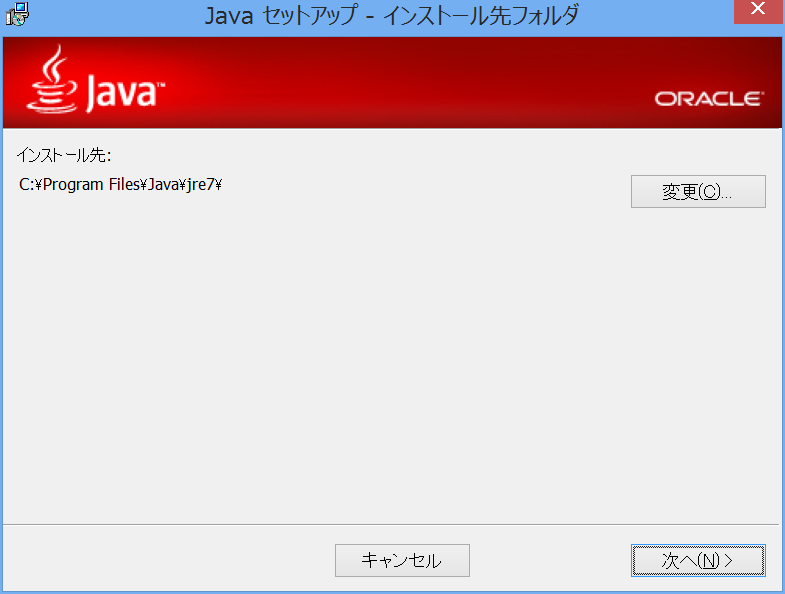 Java セットアップ - インストール先フォルダ
Java™
ORACLE®
インストール先:
C:¥Program Files¥Java¥jre7¥
変更(C)...
キャンセル
次へ(N) >